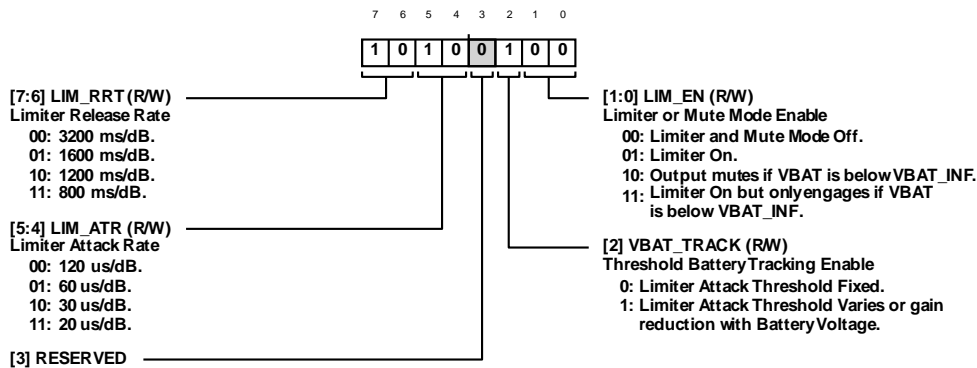 7 6 5 4 3 2 1 0
1 0 1 0 0 1 0 0
[7:6] LIM_RRT (R/W)
Limiter Release Rate
00: 3200 ms/dB.
01: 1600 ms/dB.
10: 1200 ms/dB.
11: 800 ms/dB.
[5:4] LIM_ATR (R/W)
Limiter Attack Rate
00: 120 us/dB.
01: 60 us/dB.
10: 30 us/dB.
11: 20 us/dB.
[3] RESERVED
[1:0] LIM_EN (R/W)
Limiter or Mute Mode Enable
00: Limiter and Mute Mode Off.
01: Limiter On.
10: Output mutes if VBAT is below VBAT_INF.
11: Limiter On but only engages if VBAT
is below VBAT_INF.
[2] VBAT_TRACK (R/W)
Threshold Battery Tracking Enable
0: Limiter Attack Threshold Fixed.
1: Limiter Attack Threshold Varies or gain
reduction with Battery Voltage.